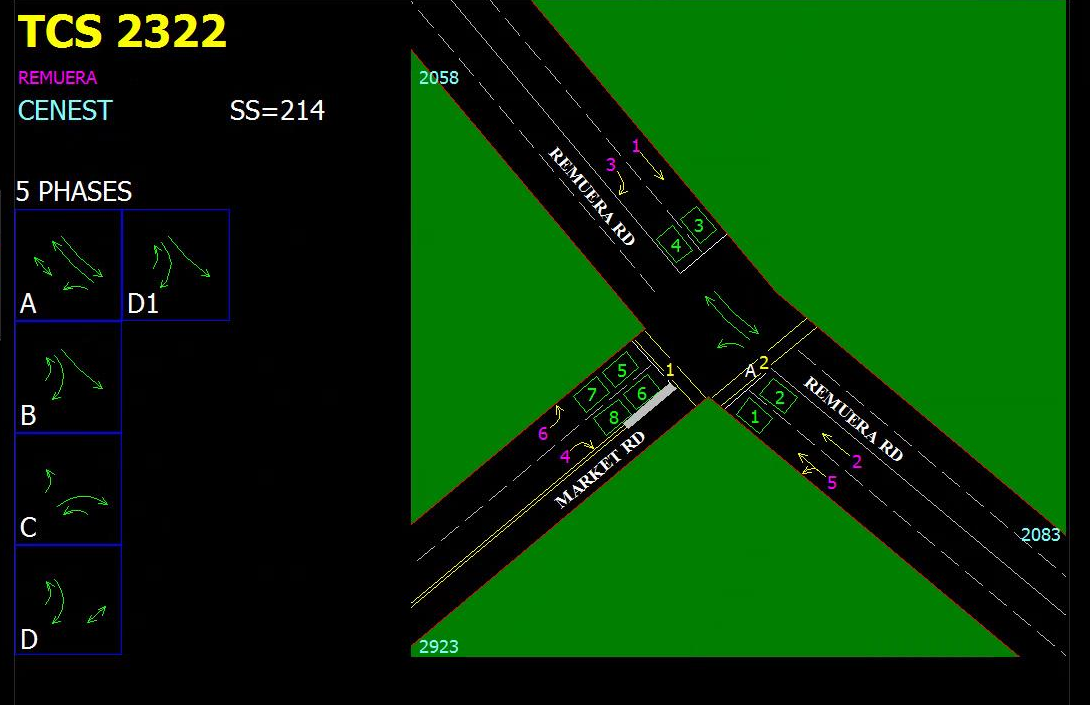 TCS 2322
REMUERA
CENEST
SS=214
5 PHASES
A
D1
B
C
D
2058
1
3
REMUERA RD
3
4
1
2
A
5
7
6
8
6
4
MARKET RD
2
1
REMUERA RD
2
5
2083
2923